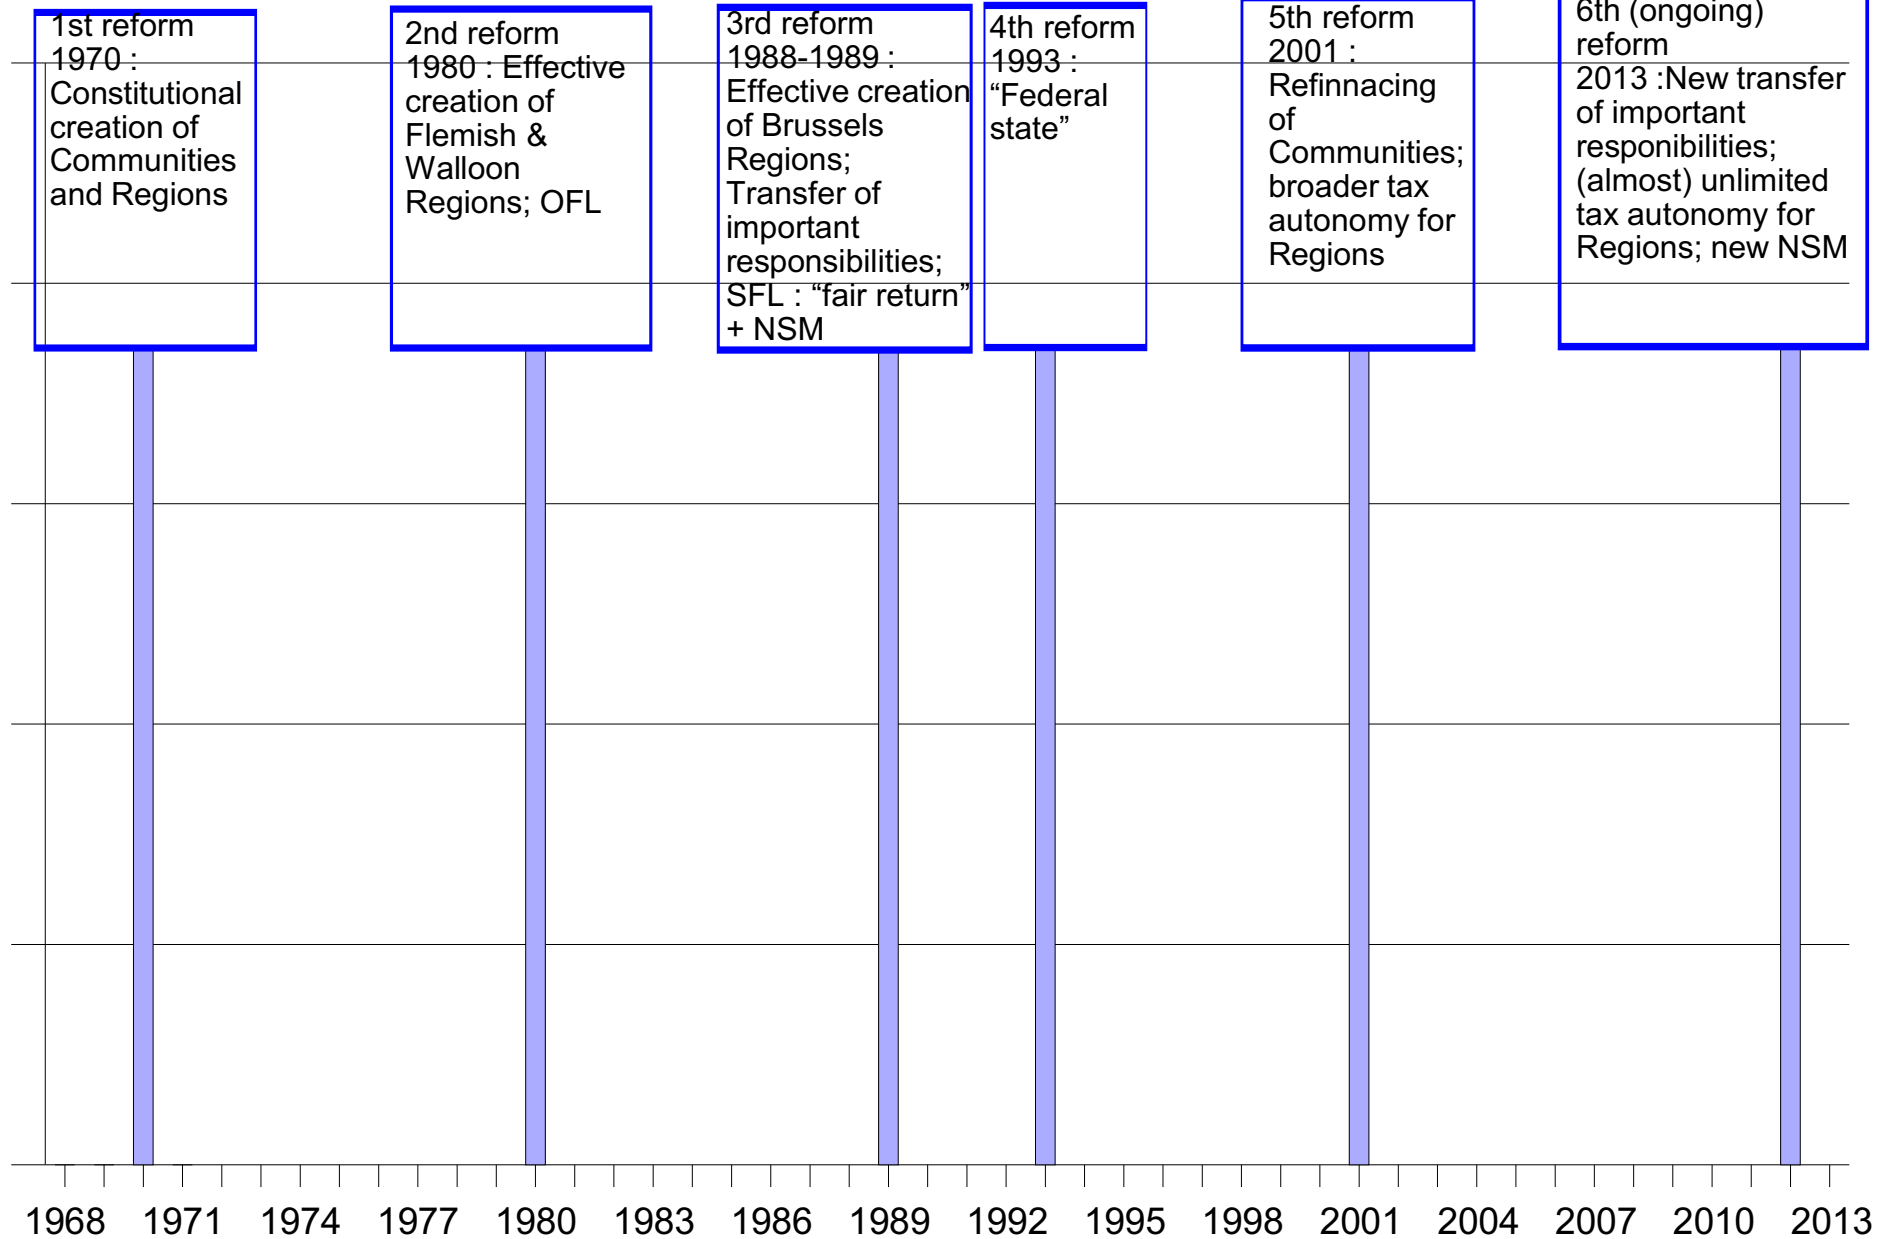 1st reform
1970 :
Constitutional
creation of
Communities
and Regions
2nd reform
1980 : Effective
creation of
Flemish &
Walloon
Regions; OFL
3rd reform
1988-1989 :
Effective creation
of Brussels
Regions;
Transfer of
important
responsibilities;
SFL : “fair return”
+ NSM
4th reform
1993 :
“Federal
state”
5th reform
2001 :
Refinnacing
of
Communities;
broader tax
autonomy for
Regions
6th (ongoing)
reform
2013 :New transfer
of important
responibilities;
(almost) unlimited
tax autonomy for
Regions; new NSM
1968 1971 1974 1977 1980 1983 1986 1989 1992 1995 1998 2001 2004 2007 2010 2013